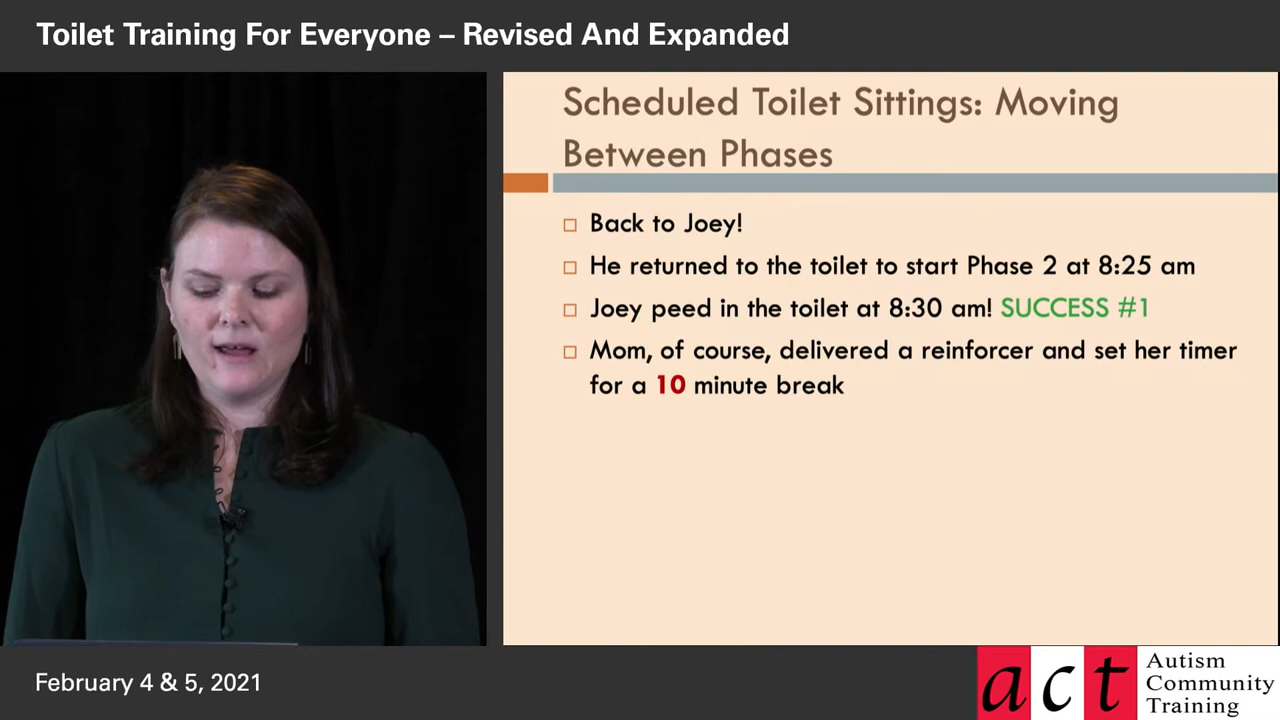 Toilet Training For Everyone – Revised And Expanded
Scheduled Toilet Sittings: Moving
Between Phases
Back to Joey!
He returned to the toilet to start Phase 2 at 8:25 am
Joey peed in the toilet at 8:30 am! SUCCESS #1
Mom, of course, delivered a reinforcer and set her timer
for a 10 minute break
February 4 & 5, 2021
act
Autism
Community
Training